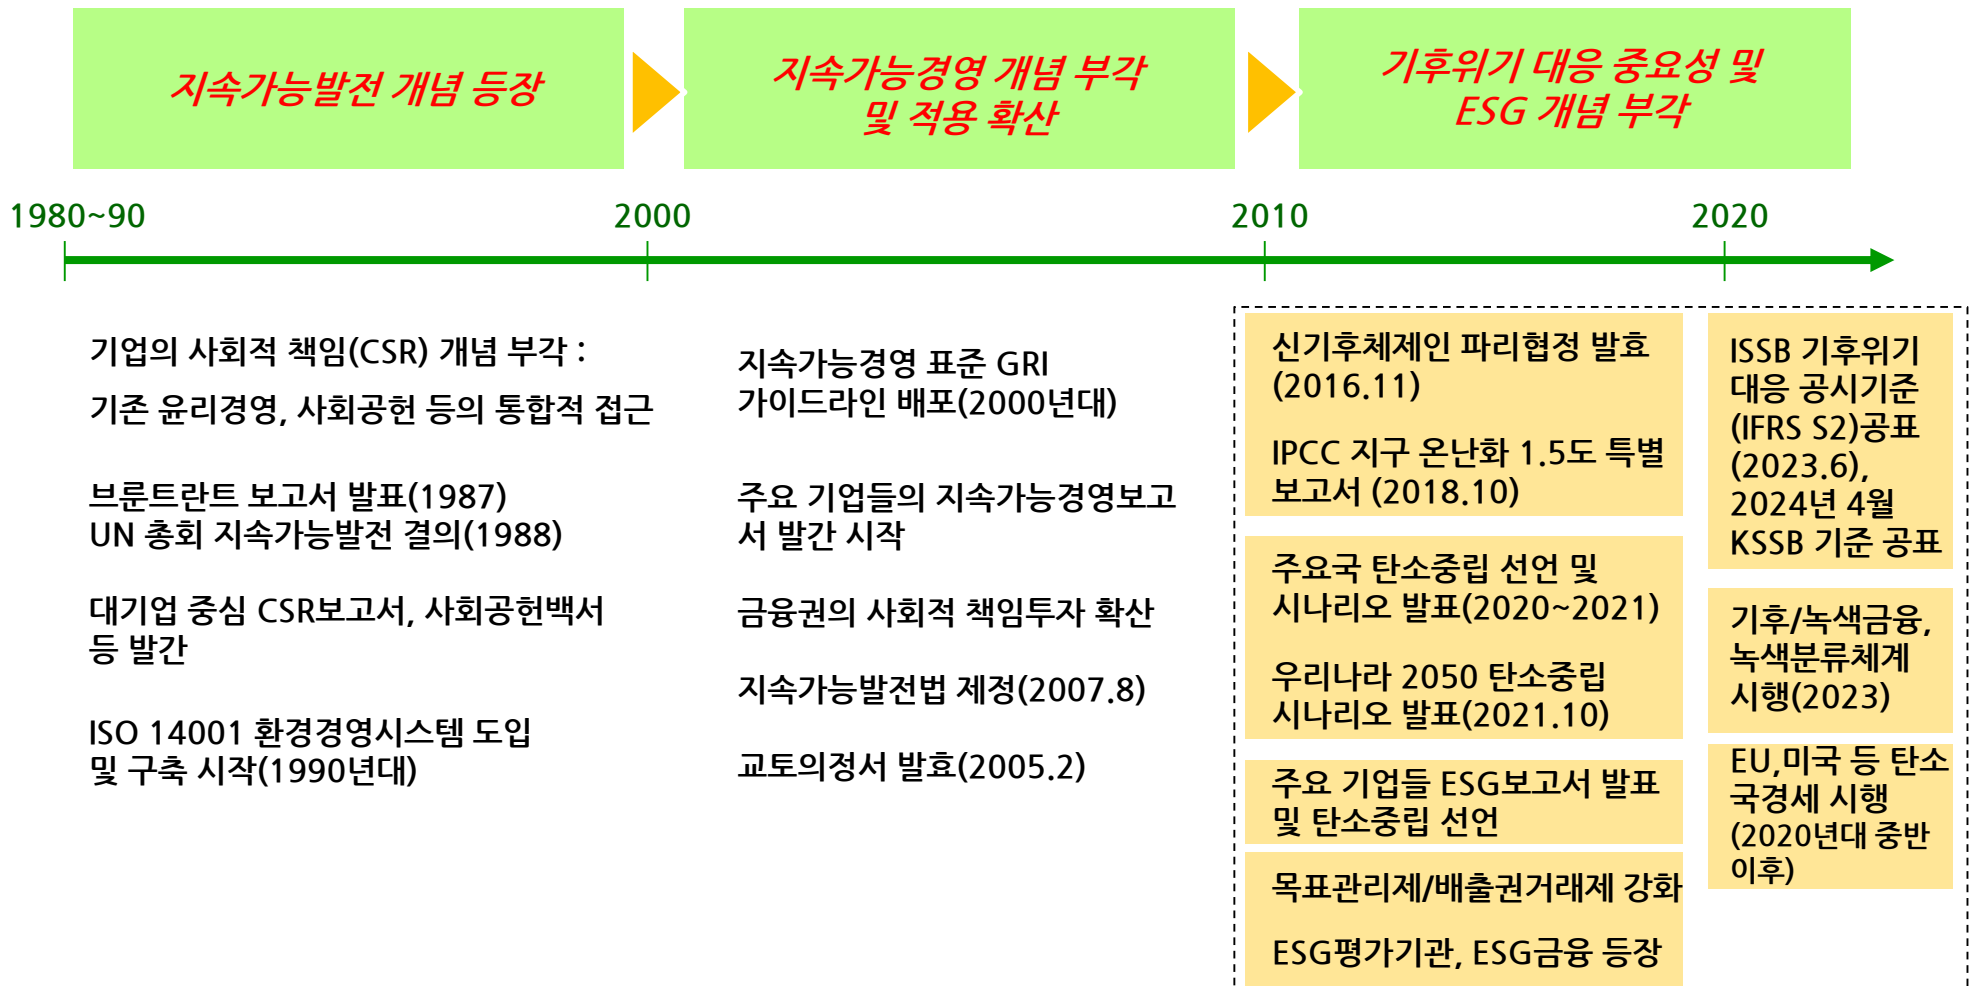 지속가능발전 개념 등장
지속가능경영 개념 부각
및 적용 확산
기후위기 대응 중요성 및
ESG 개념 부각
1980~90
2000
2010
2020
기업의 사회적 책임(CSR) 개념 부각 :
기존 윤리경영, 사회공헌 등의 통합적 접근
브룬트란트 보고서 발표(1987)
UN 총회 지속가능발전 결의(1988)
대기업 중심 CSR보고서, 사회공헌백서
등 발간
ISO 14001 환경경영시스템 도입
및 구축 시작(1990년대)
지속가능경영 표준 GRI
가이드라인 배포(2000년대)
주요 기업들의 지속가능경영보고
서 발간 시작
금융권의 사회적 책임투자 확산
지속가능발전법 제정(2007.8)
교토의정서 발효(2005.2)
신기후체제인 파리협정 발효
(2016.11)
IPCC 지구 온난화 1.5도 특별
보고서 (2018.10)
주요국 탄소중립 선언 및
시나리오 발표(2020~2021)
우리나라 2050 탄소중립
시나리오 발표(2021.10)
주요 기업들 ESG보고서 발표
및 탄소중립 선언
목표관리제/배출권거래제 강화
ESG평가기관, ESG금융 등장
ISSB 기후위기
대응 공시기준
(IFRS S2)공표
(2023.6),
2024년 4월
KSSB 기준 공표
기후/녹색금융,
녹색분류체계
시행(2023)
EU,미국 등 탄소
국경세 시행
(2020년대 중반
이후)